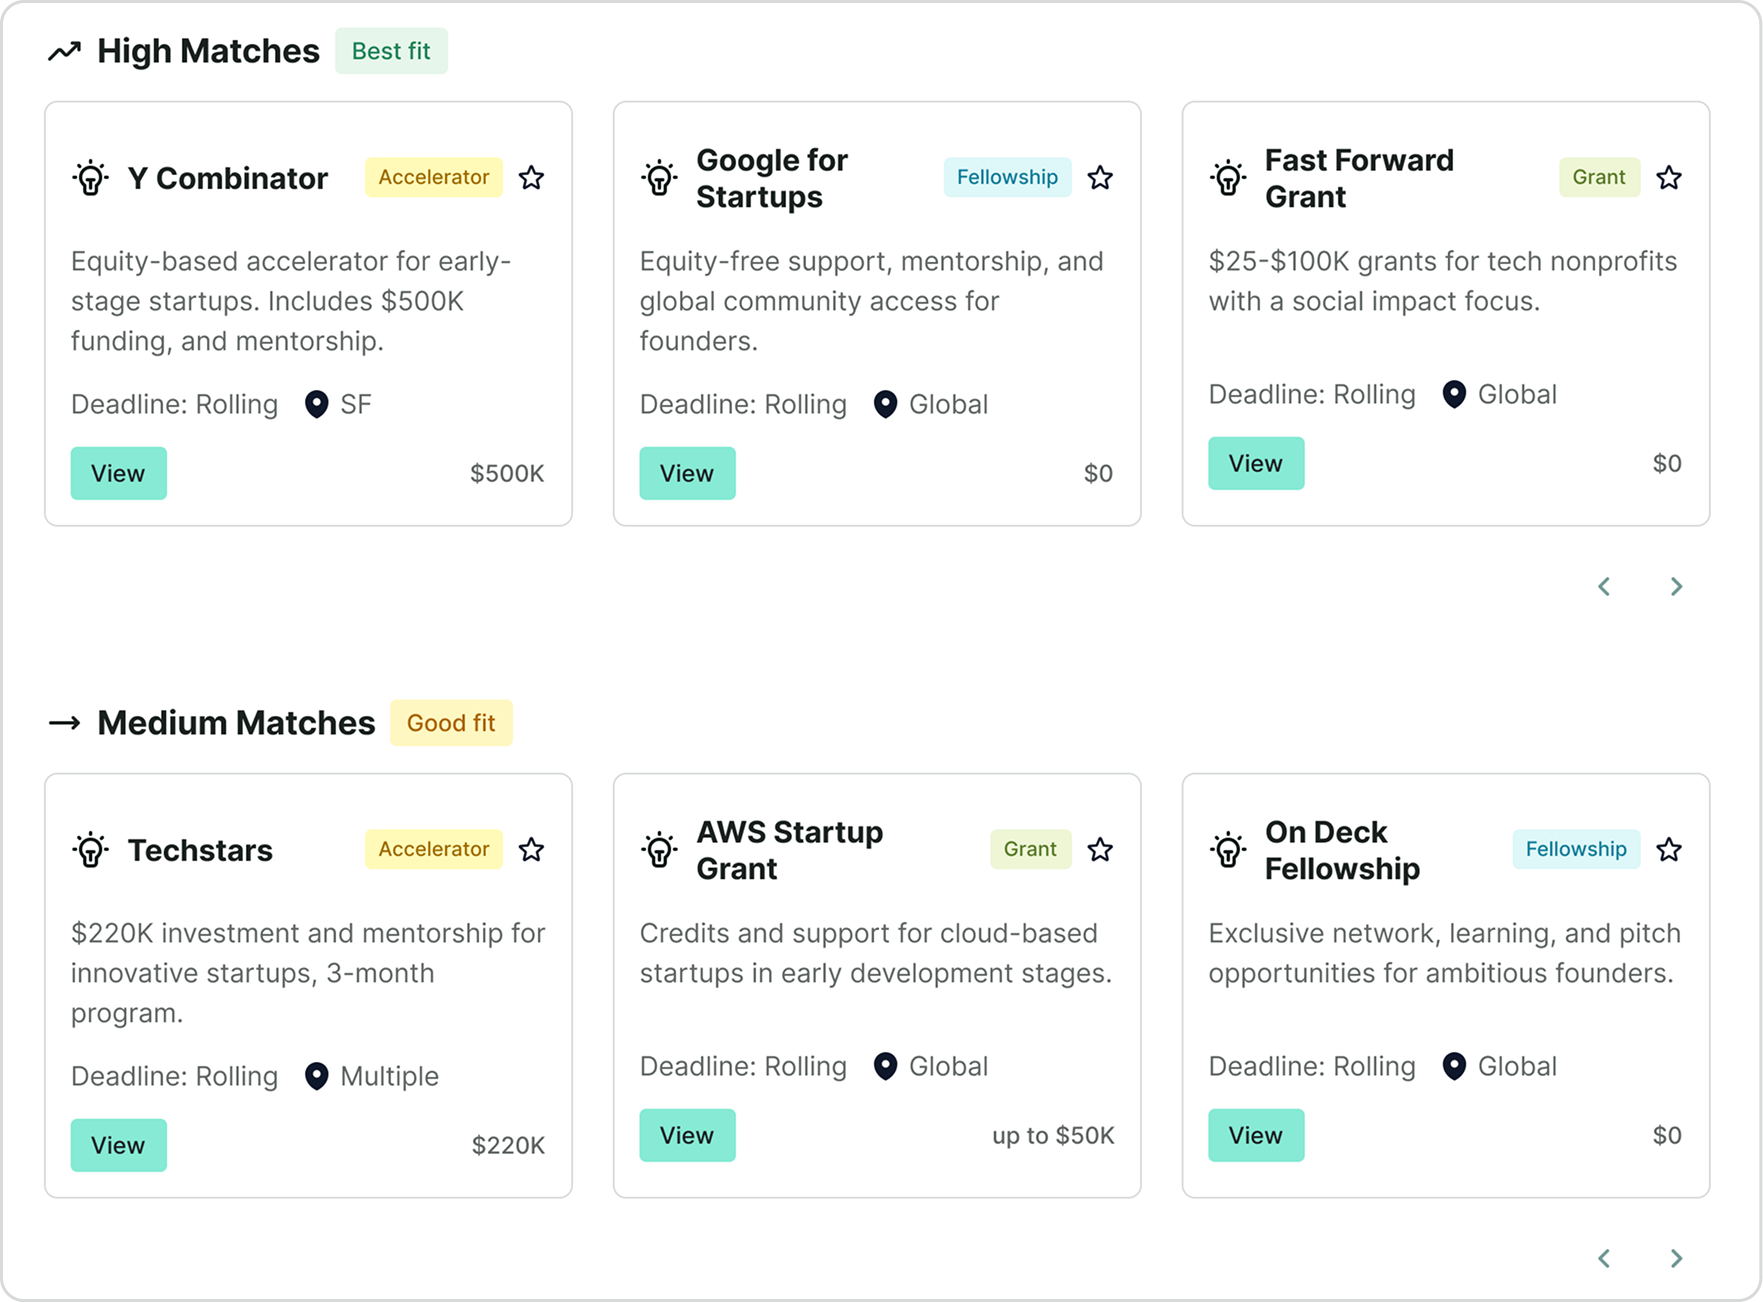 High Matches
Best fit
Y Combinator
Accelerator
Equity-based accelerator for early-
stage startups. Includes $500K
funding, and mentorship.
Deadline: Rolling
SF
View
$500K
Google for
Startups
Fellowship
Equity-free support, mentorship, and
global community access for
founders.
Deadline: Rolling
Global
View
$0
Fast Forward
Grant
Grant
$25-$100K grants for tech nonprofits
with a social impact focus.
Deadline: Rolling
Global
View
$0
Medium Matches
Good fit
Techstars
Accelerator
$220K investment and mentorship for
innovative startups, 3-month
program.
Deadline: Rolling
Multiple
View
$220K
AWS Startup
Grant
Grant
Credits and support for cloud-based
startups in early development stages.
Deadline: Rolling
Global
View
up to $50K
On Deck
Fellowship
Fellowship
Exclusive network, learning, and pitch
opportunities for ambitious founders.
Deadline: Rolling
Global
View
$0